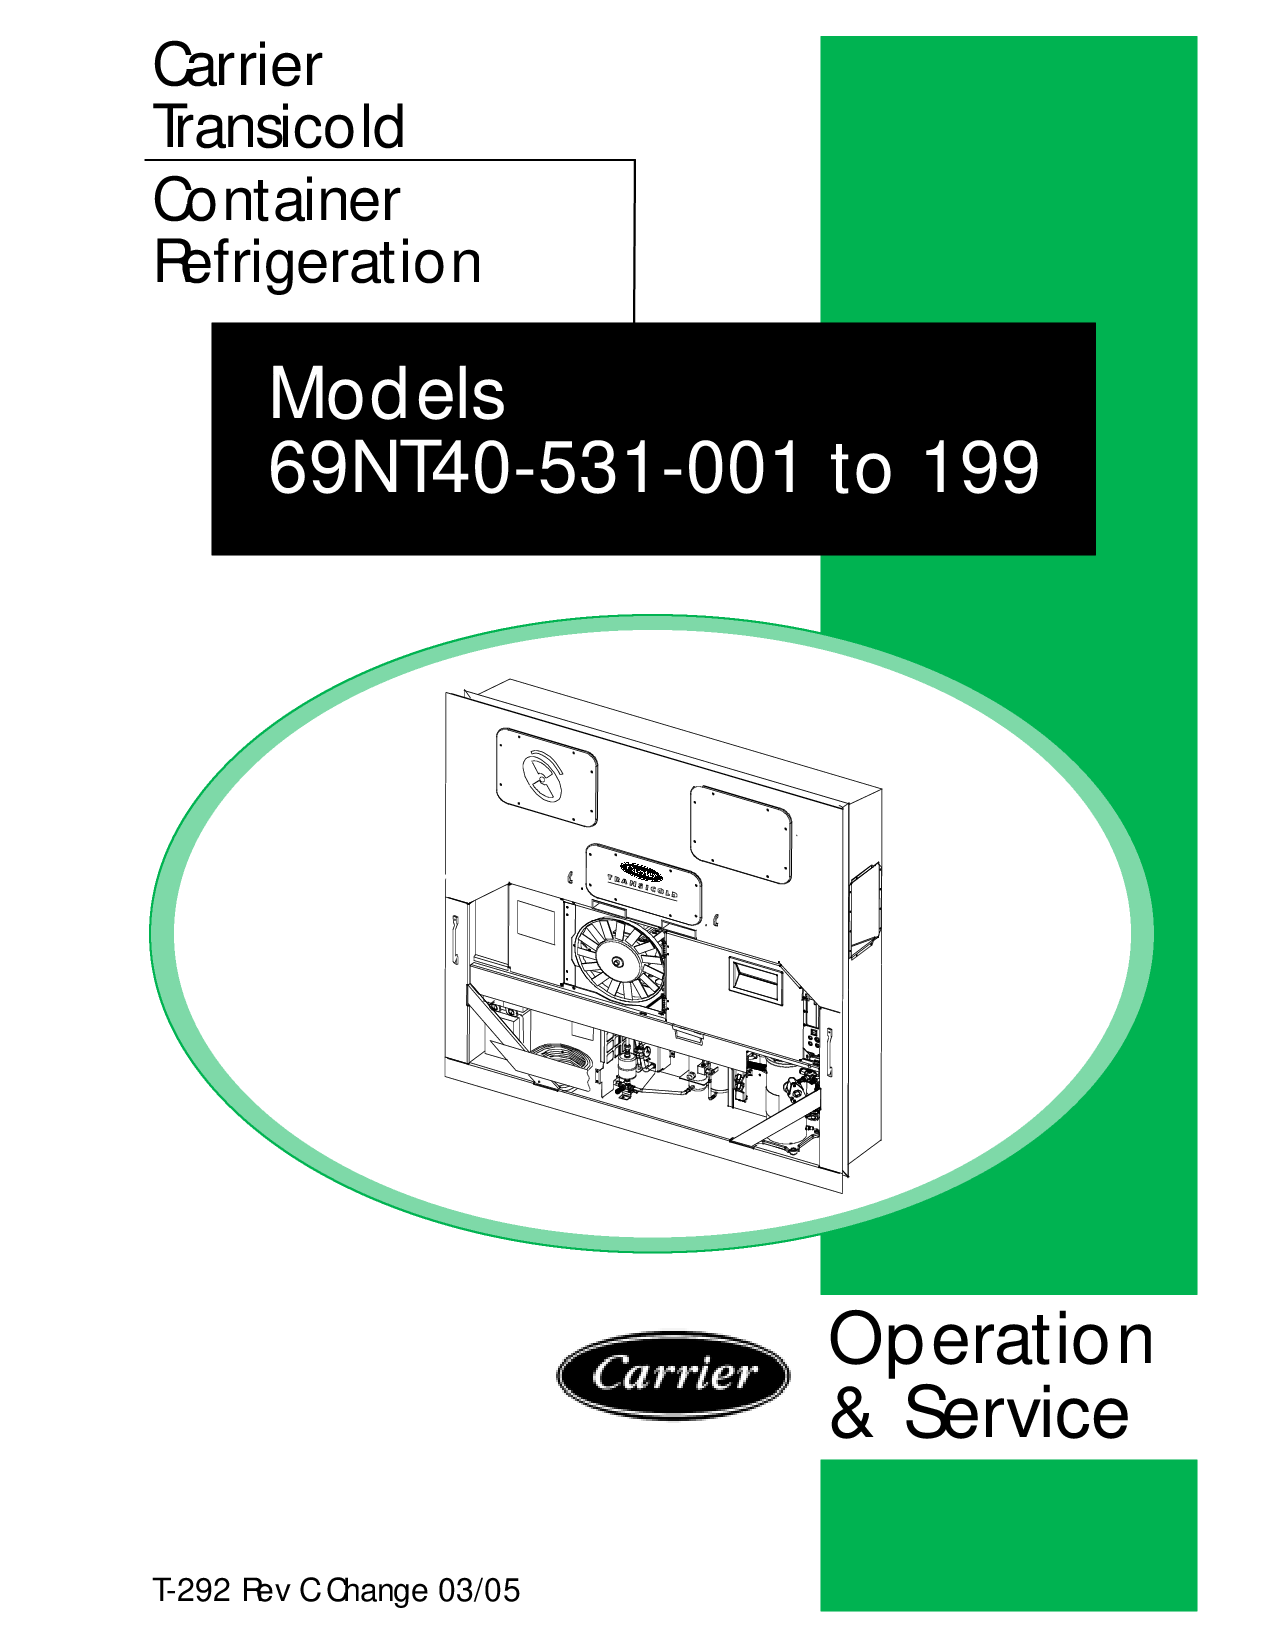 Carrier
Transicold
Container
Refrigeration
Models
69NT40-531-001 to 199
TRANSICOLD
Carrier
Operation
& Service
T-292 Rev C Change 03/05